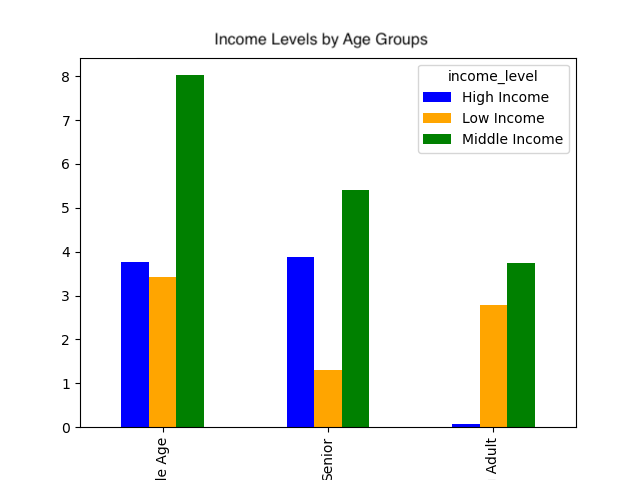 Income Levels by Age Groups
income_level
High Income
Low Income
Middle Income
8
7
6
5
4
3
2
1
0
le Age
Senior
Adult